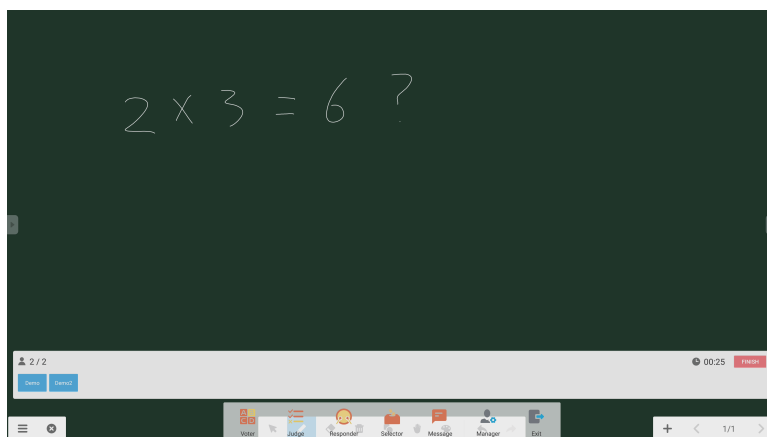 2 × 3 = 6 ?
2 / 2
00:25
FINISH
Demo
Demo2
A B
C D
Voter
Judge
Responder
Selector
Message
Manager
Exit
1/1